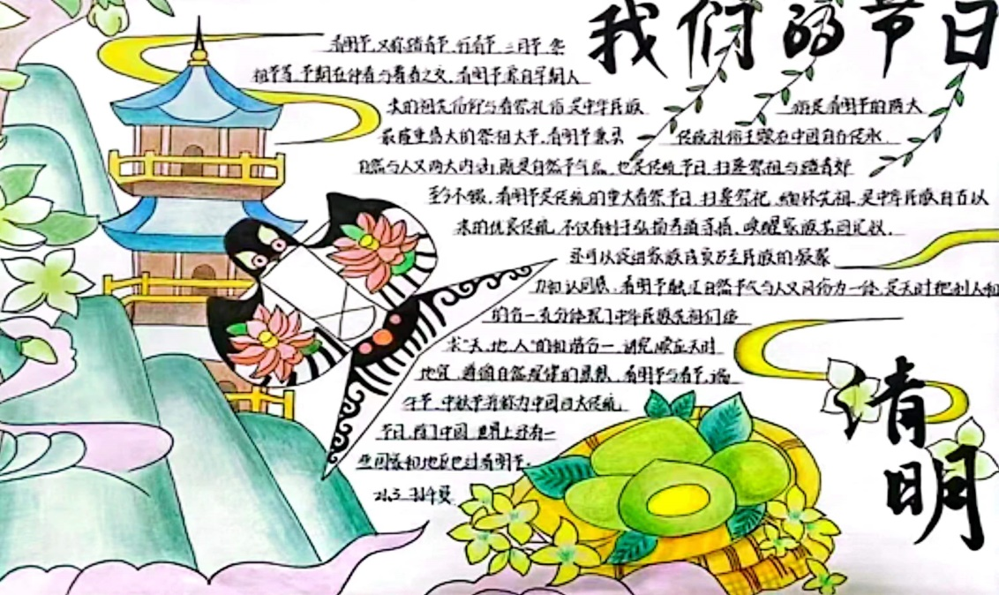 我们的节日
清明节,又称踏青节、行清节、三月节、祭
祖节等,节期在仲春与暮春之交。清明节源自早期人
来的祖先信仰与春祭礼俗,是中华民族
俗是清明节的两大
最隆重盛大的祭祖大节。清明节兼具
传统礼俗主题在中国自古传承,
自然与人文两大内涵,既是自然节气点,也是传统节日,扫墓祭祖与踏青郊
至今不辍。清明节是传统的重大春祭节日,扫墓祭祀、缅怀先祖,是中华民族自古以
来的优良传统,不仅有利于弘扬孝道亲情、唤醒家族共同记忆,
还可以促进家族成员乃至民族的凝聚
力和认同感。清明节融汇自然节气与人文风俗为一体,是天时地利人和
的合一,充分体现了中华民族先祖们追
求“天、地、人”的和谐合一,讲究顺应天时
地宜、遵循自然规律的思想。清明节与春节、端
午节、中秋节并称为中国四大传统
节日。除了中国,世界上还有一
些国家和地区也过清明节。
清
明